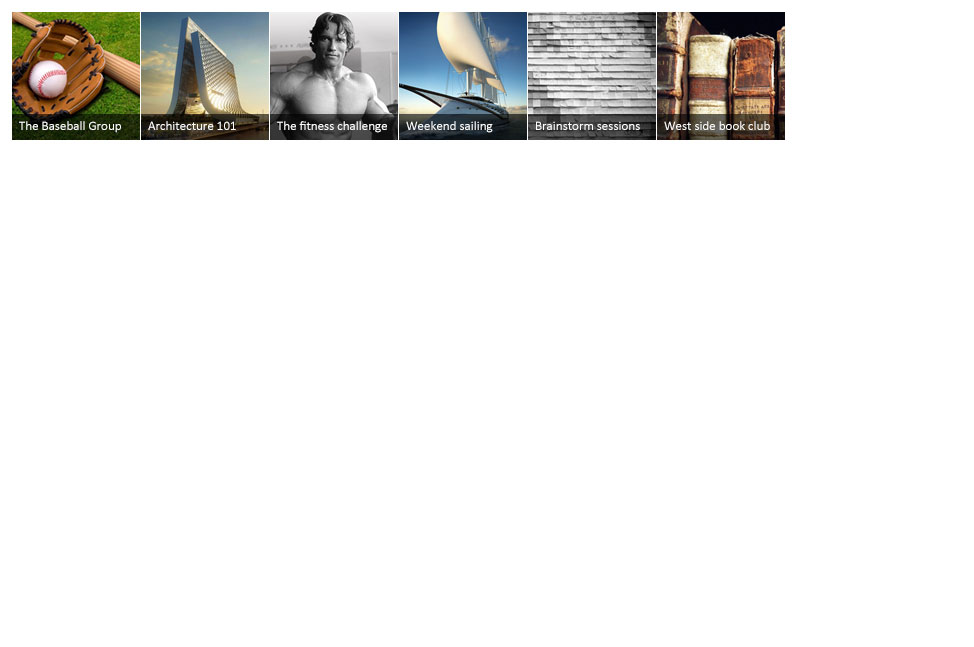 The Baseball Group
Architecture 101
The fitness challenge
Weekend sailing
Brainstorm sessions
West side book club